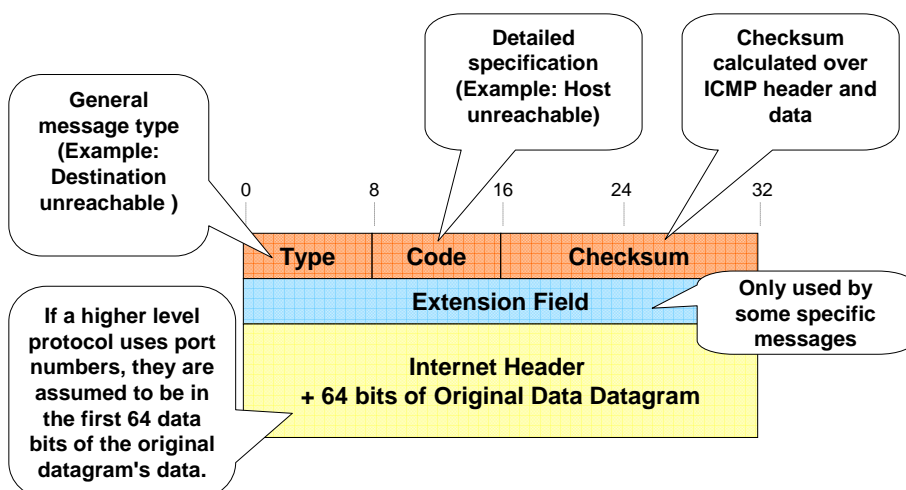 Detailed
specification
(Example: Host
unreachable)
Checksum
calculated over
ICMP header and
data
General
message type
(Example:
Destination
unreachable )
0 8 16 24 32
Type Code Checksum
Extension Field
Only used by
some specific
messages
If a higher level
protocol uses port
numbers, they are
assumed to be in
the first 64 data
bits of the original
datagram's data.
Internet Header
+ 64 bits of Original Data Datagram